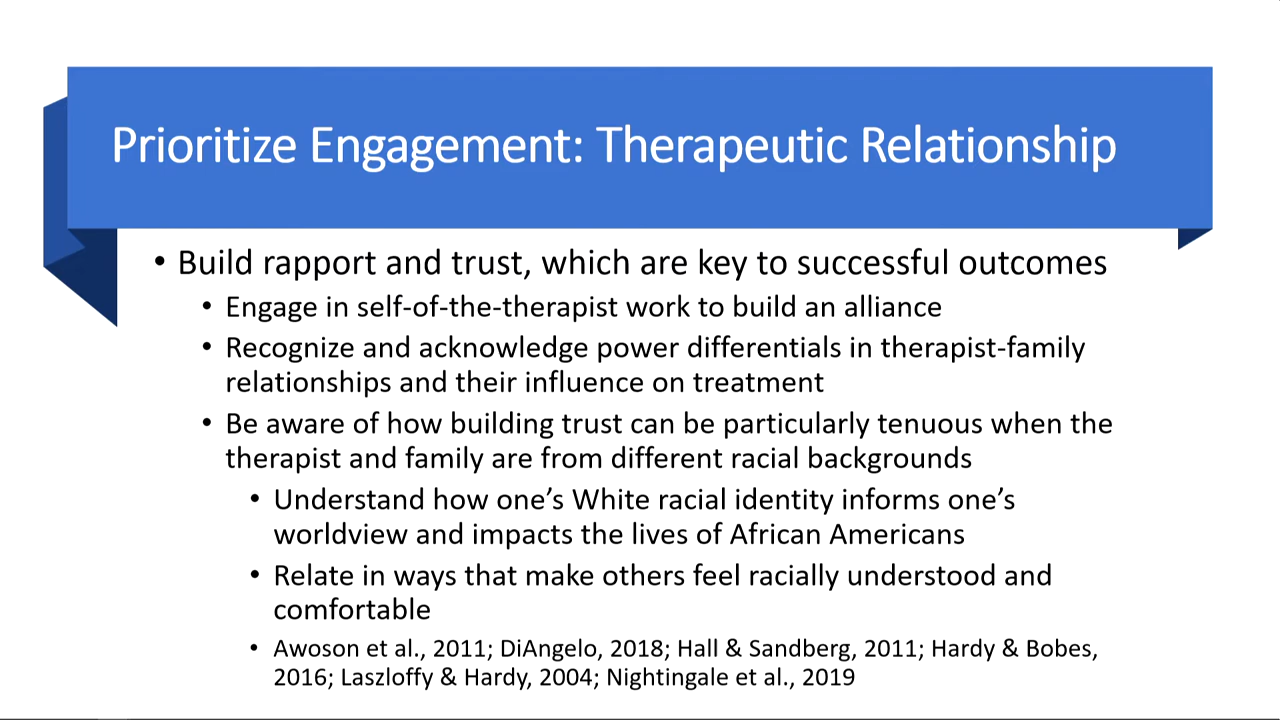 Prioritize Engagement: Therapeutic Relationship
• Build rapport and trust, which are key to successful outcomes
• Engage in self-of-the-therapist work to build an alliance
• Recognize and acknowledge power differentials in therapist-family
relationships and their influence on treatment
• Be aware of how building trust can be particularly tenuous when the
therapist and family are from different racial backgrounds
• Understand how one’s White racial identity informs one’s
worldview and impacts the lives of African Americans
• Relate in ways that make others feel racially understood and
comfortable
• Awoson et al., 2011; DiAngelo, 2018; Hall & Sandberg, 2011; Hardy & Bobes,
2016; Laszloffy & Hardy, 2004; Nightingale et al., 2019